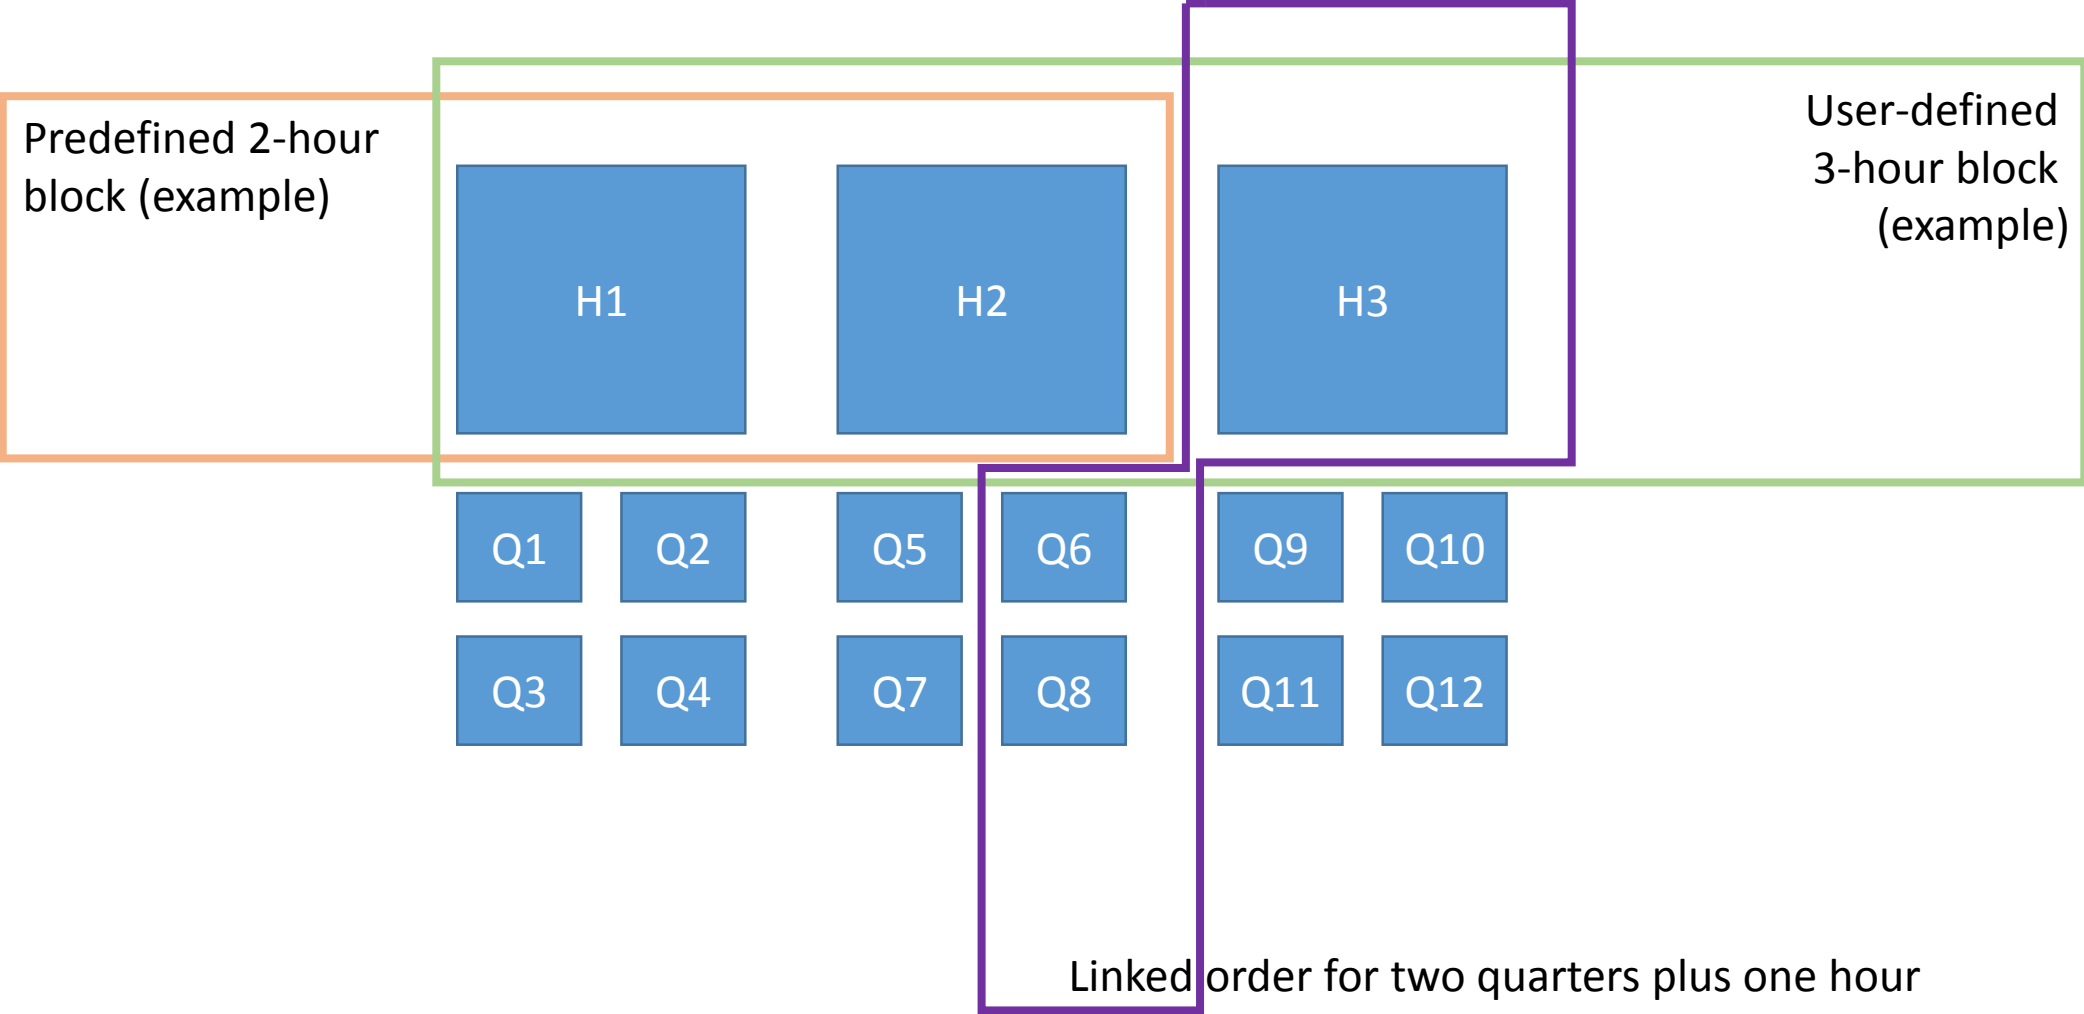 Predefined 2-hour
block (example)
User-defined
3-hour block
(example)
H1
H2
H3
Q1
Q2
Q5
Q6
Q9
Q10
Q3
Q4
Q7
Q8
Q11
Q12
Linked order for two quarters plus one hour